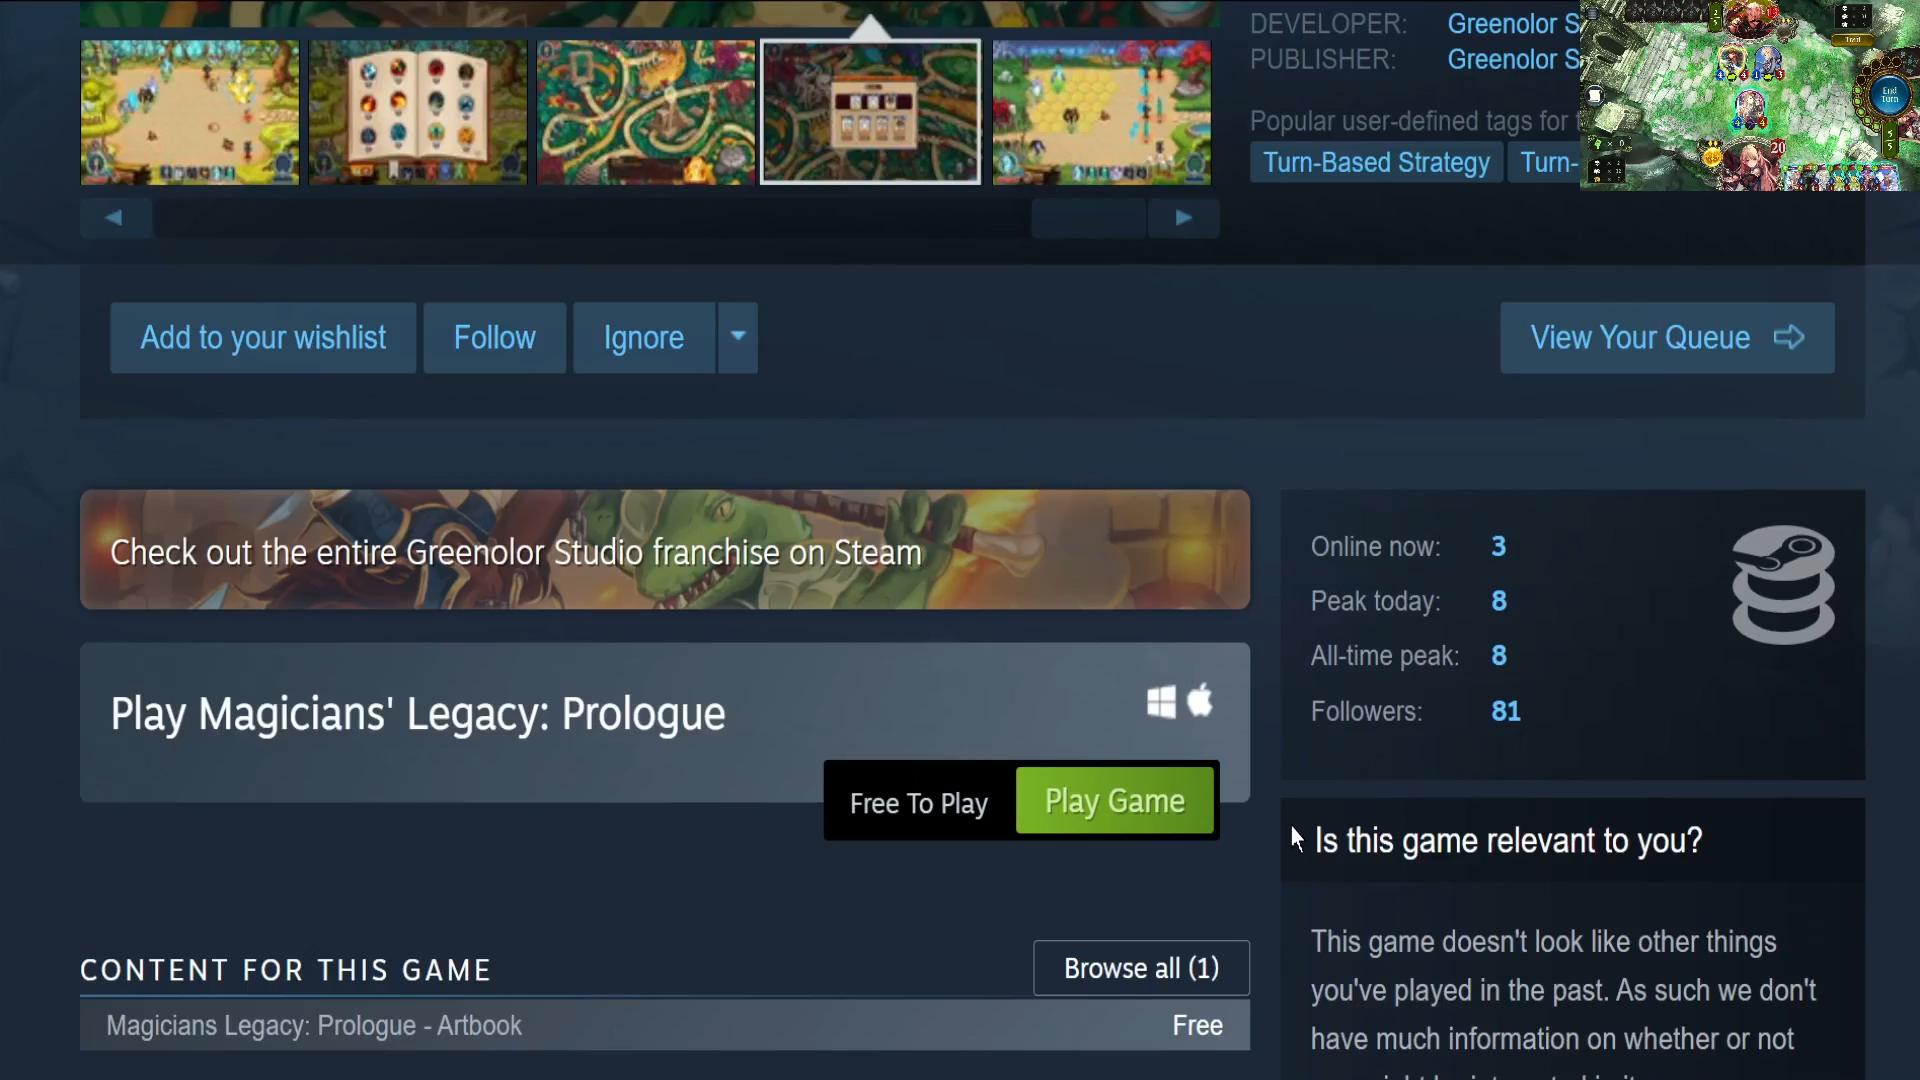 DEVELOPER: Greenolor S
PUBLISHER: Greenolor S
Popular user-defined tags for t
Turn-Based Strategy Turn-
End
Turn
20
Add to your wishlist Follow Ignore View Your Queue
Check out the entire Greenolor Studio franchise on Steam
Online now: 3
Peak today: 8
All-time peak: 8
Followers: 81
Play Magicians' Legacy: Prologue
Free To Play Play Game
Is this game relevant to you?
This game doesn't look like other things
you've played in the past. As such we don't
have much information on whether or not
CONTENT FOR THIS GAME Browse all (1)
Magicians Legacy: Prologue - Artbook Free